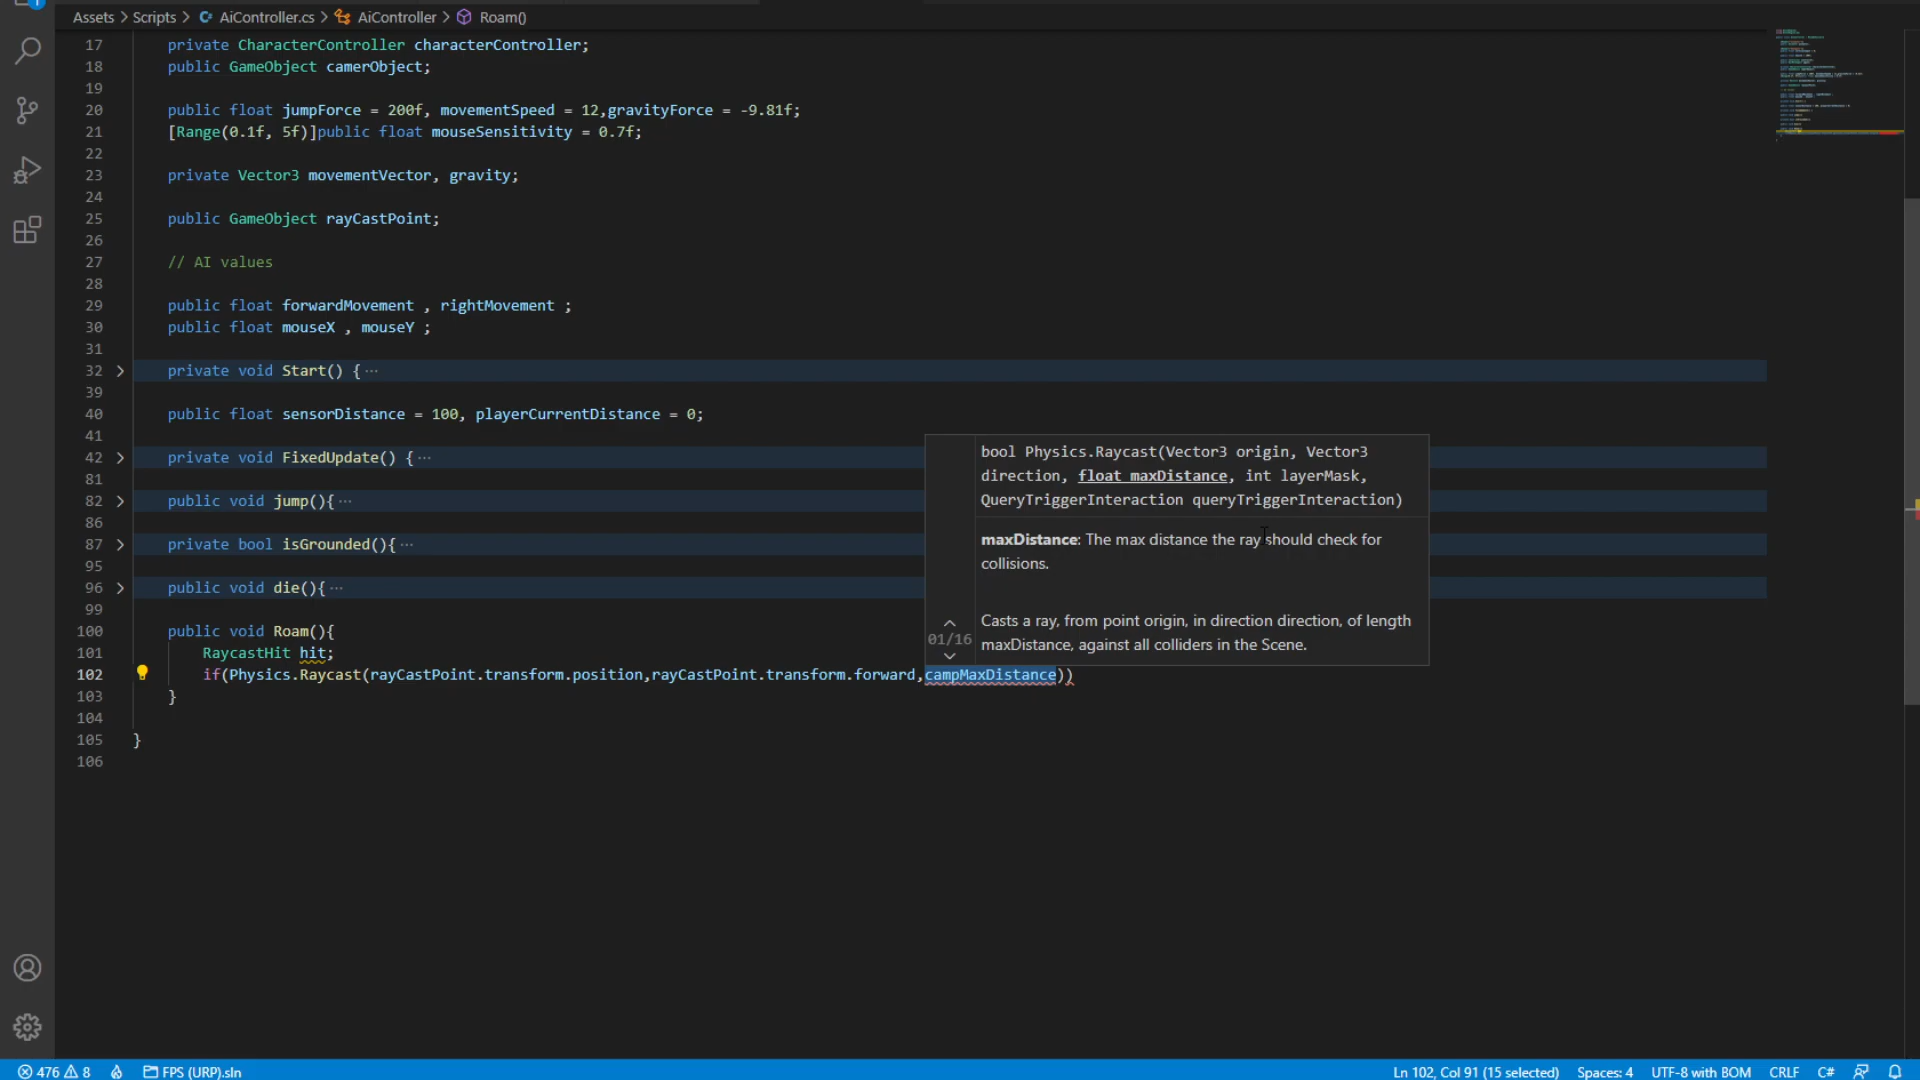 1
Assets > Scripts > AiController.cs > AiController > Roam()
17 private CharacterController characterController;
18 public GameObject camerObject;
19
20 public float jumpForce = 200f, movementSpeed = 12,gravityForce = -9.81f;
21 [Range(0.1f, 5f)]public float mouseSensitivity = 0.7f;
22
23 private Vector3 movementVector, gravity;
24
25 public GameObject rayCastPoint;
26
27 // AI values
28
29 public float forwardMovement , rightMovement ;
30 public float mouseX , mouseY ;
31
32 private void Start() { ...
39
40 public float sensorDistance = 100, playerCurrentDistance = 0;
41
42 private void FixedUpdate() { ...
81
82 public void jump(){ ...
86
87 private bool isGrounded(){ ...
95
96 public void die(){ ...
99
100 public void Roam(){
101 RaycastHit hit;
102 if(Physics.Raycast(rayCastPoint.transform.position,rayCastPoint.transform.forward,campMaxDistance))
103 }
104
105 }
106
bool Physics.Raycast(Vector3 origin, Vector3
direction, float maxDistance, int layerMask,
QueryTriggerInteraction queryTriggerInteraction)
maxDistance: The max distance the ray should check for
collisions.
01/16
Casts a ray, from point origin, in direction direction, of length
maxDistance, against all colliders in the Scene.
476 8 FPS (URP).sln Ln 102, Col 91 (15 selected) Spaces: 4 UTF-8 with BOM CRLF C#